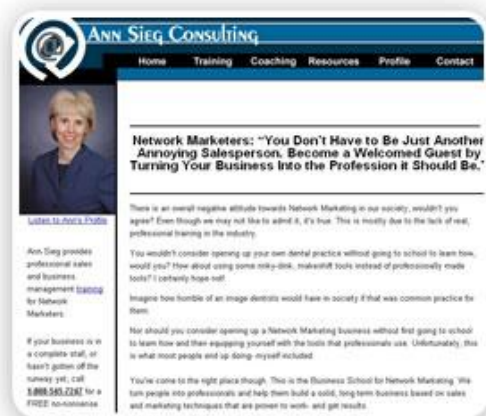 Ann Sieg Consulting
Home Training Coaching Resources Profile Contact
Network Marketers: "You Don't Have to Be Just Another
Annoying Salesperson. Become a Welcomed Guest by
Turning Your Business Into the Profession it Should Be."
Listen to Ann's Profile
Ann Sieg provides
professional sales
and business
management training
for Network
Marketers.
If your business is in
a complete stall, or
hasn't gotten off the
runway yet, call
1-888-565-7247 for a
FREE no-nonsense
There is an overall negative attitude towards Network Marketing in our society, wouldn't you
agree? Even though we may not like to admit it, it's true. This is mostly due to the lack of real,
professional training in the industry.
You wouldn't consider opening up your own dental practice without going to school to learn how,
would you? How about using some rinky-dink, makeshift tools instead of professionally made
tools? I certainly hope not!
Imagine how horrible of an image dentists would have in society if that was common practice for
them.
Nor should you consider opening up a Network Marketing business without first going to school
to learn how and then equipping yourself with the tools that professionals use. Unfortunately, this
is what most people end up doing- myself included.
You've come to the right place though. This is the Business School for Network Marketing. We
turn people into professionals and help them build a solid, long term business based on sales
and marketing techniques that are proven to work- and get results.